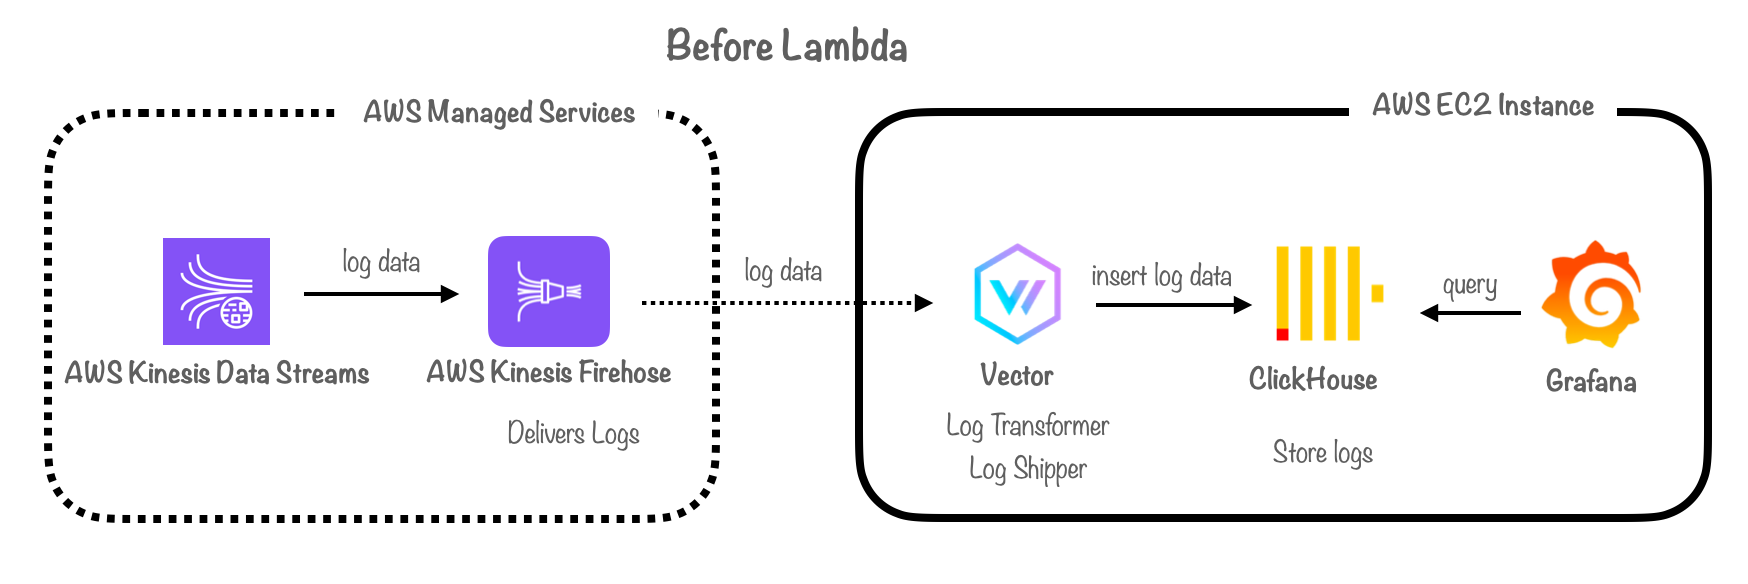 Before Lambda
AWS Managed Services
AWS EC2 Instance
log data
log data
insert log data
query
AWS Kinesis Data Streams
AWS Kinesis Firehose
Vector
ClickHouse
Grafana
Delivers Logs
Log Transformer
Log Shipper
Store logs